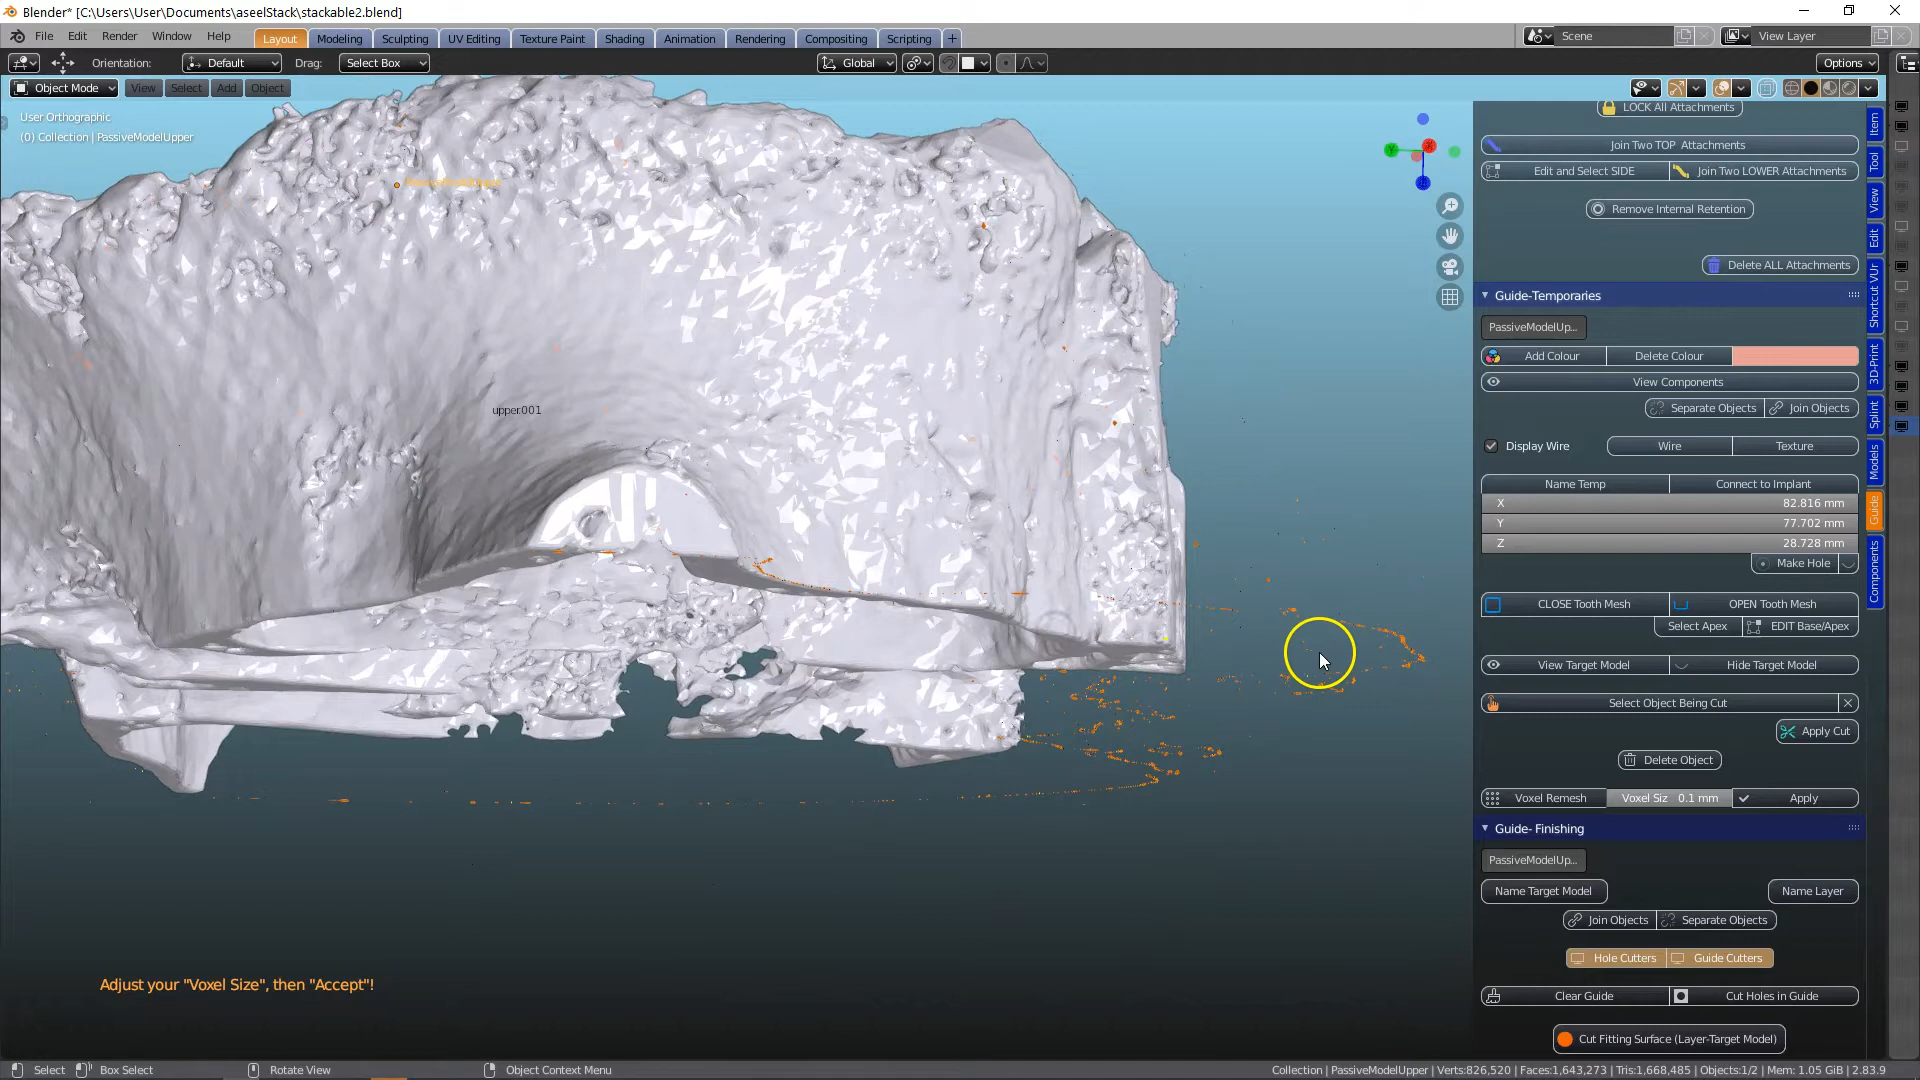 Blender* [C:\Users\User\Documents\aseelStack\stackable2.blend]
File Edit Render Window Help Layout Modeling Sculpting UV Editing Texture Paint Shading Animation Rendering Compositing Scripting + Scene View Layer
Orientation: Default Drag: Select Box Global Options
Object Mode View Select Add Object
User Orthographic
(0) Collection | PassiveModelUpper
upper.001
Adjust your "Voxel Size", then "Accept"!
LOCK All Attachments
Join Two TOP Attachments
Edit and Select SIDE Join Two LOWER Attachments
Remove Internal Retention
Delete ALL Attachments
Guide-Temporaries
PassiveModelUp...
Add Colour Delete Colour
View Components
Separate Objects Join Objects
Display Wire Wire Texture
Name Temp Connect to Implant
X 82.816 mm
Y 77.702 mm
Z 28.728 mm
Make Hole
CLOSE Tooth Mesh OPEN Tooth Mesh
Select Apex EDIT Base/Apex
View Target Model Hide Target Model
Select Object Being Cut
Apply Cut
Delete Object
Voxel Remesh Voxel Siz 0.1 mm Apply
Guide- Finishing
PassiveModelUp...
Name Target Model Name Layer
Join Objects Separate Objects
Hole Cutters Guide Cutters
Clear Guide Cut Holes in Guide
Cut Fitting Surface (Layer-Target Model)
Item
Tool
View
Edit
Shortcut VUr
3D-Print
Splint
Models
Guide
Components
Select Box Select Rotate View Object Context Menu Collection | PassiveModelUpper | Verts:826,520 | Faces:1,643,273 | Tris:1,668,485 | Objects:1/2 | Mem: 1.05 GiB | 2.83.9